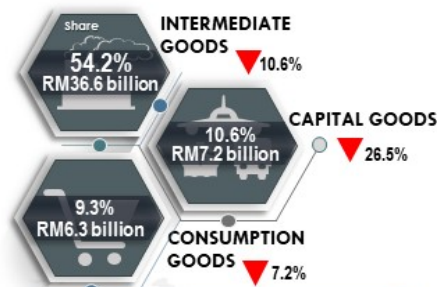 Share
54.2%
RM36.6 billion
INTERMEDIATE
GOODS
10.6%
10.6%
RM7.2 billion
CAPITAL GOODS
26.5%
9.3%
RM6.3 billion
CONSUMPTION
GOODS
7.2%